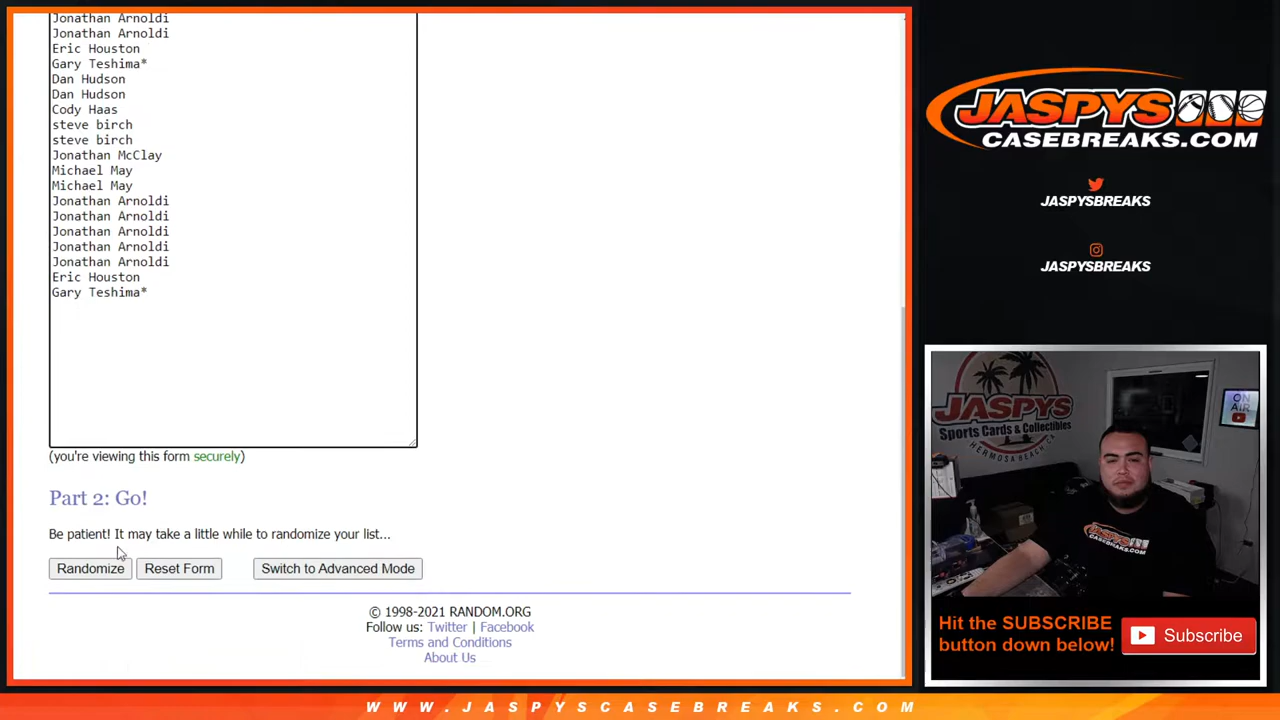 Jonathan Arnoldi
Jonathan Arnoldi
Eric Houston
Gary Teshima*
Dan Hudson
Dan Hudson
Cody Haas
steve birch
steve birch
Jonathan McClay
Michael May
Michael May
Jonathan Arnoldi
Jonathan Arnoldi
Jonathan Arnoldi
Jonathan Arnoldi
Jonathan Arnoldi
Eric Houston
Gary Teshima*
(you're viewing this form securely)
Part 2: Go!
Be patient! It may take a little while to randomize your list...
Randomize Reset Form Switch to Advanced Mode
© 1998-2021 RANDOM.ORG
Follow us: Twitter | Facebook
Terms and Conditions
About Us
JASPYS
CASEBREAKS.COM
JASPYSBREAKS
JASPYSBREAKS
JASPYS
Sports Cards & Collectibles
HERMOSA BEACH CA
ON
AIR
JASPYS
CASEBREAKS.COM
Hit the SUBSCRIBE
button down below!
Subscribe
WWW.JASPYSCASEBREAKS.COM